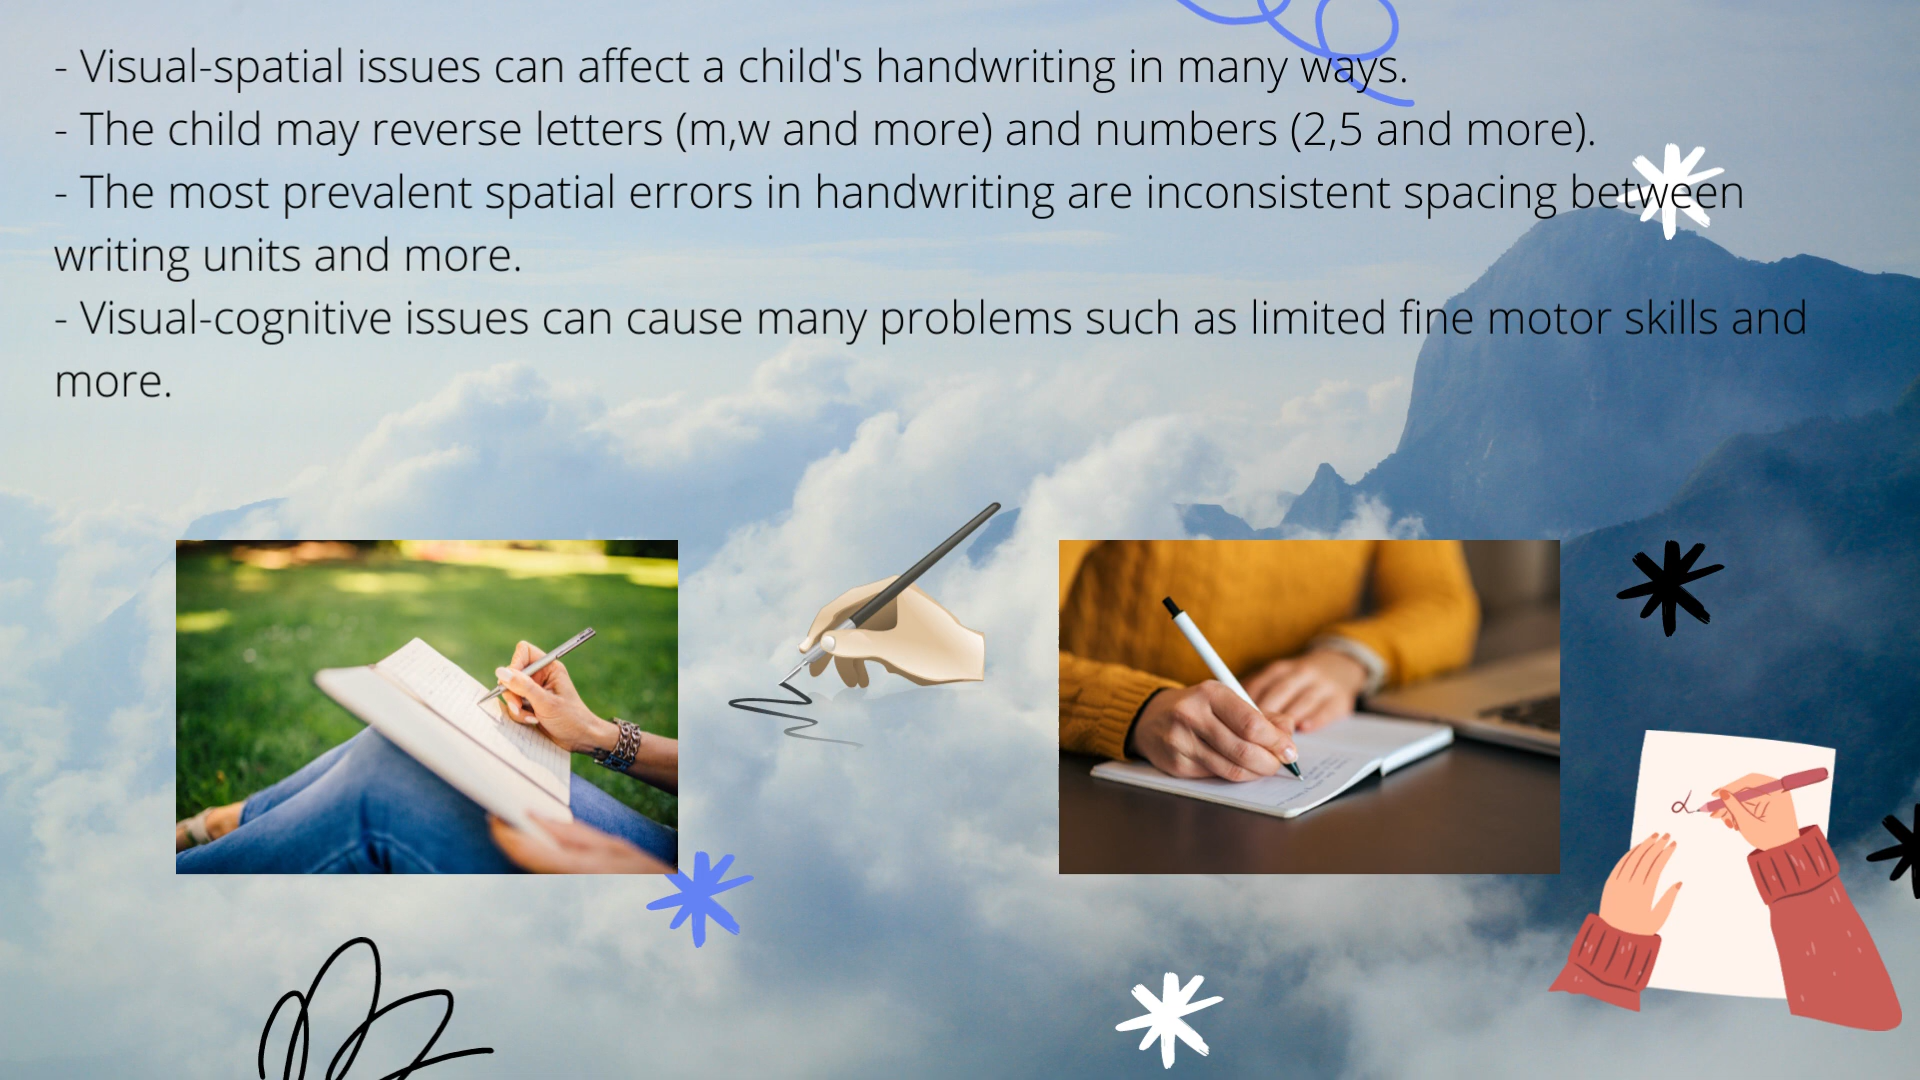 - Visual-spatial issues can affect a child's handwriting in many ways.
- The child may reverse letters (m,w and more) and numbers (2,5 and more).
- The most prevalent spatial errors in handwriting are inconsistent spacing between
writing units and more.
- Visual-cognitive issues can cause many problems such as limited fine motor skills and
more.